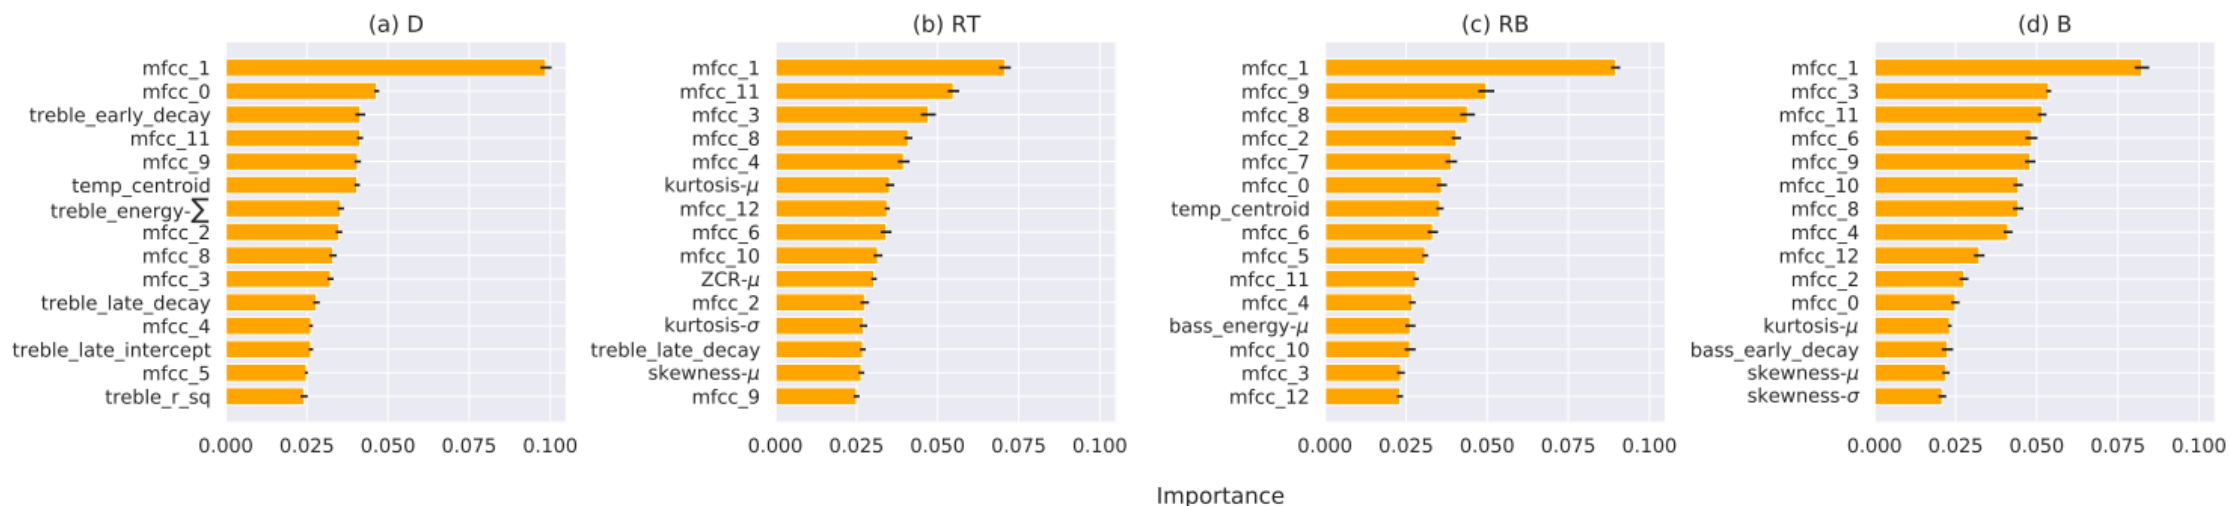 (a) D
mfcc_1
mfcc_0
treble_early_decay
mfcc_11
mfcc_9
temp_centroid
treble_energy-∑
mfcc_2
mfcc_8
mfcc_3
treble_late_decay
mfcc_4
treble_late_intercept
mfcc_5
treble_r_sq
0.000 0.025 0.050 0.075 0.100
(b) RT
mfcc_1
mfcc_11
mfcc_3
mfcc_8
mfcc_4
kurtosis-μ
mfcc_12
mfcc_6
mfcc_10
ZCR-μ
mfcc_2
kurtosis-σ
treble_late_decay
skewness-μ
mfcc_9
0.000 0.025 0.050 0.075 0.100
(c) RB
mfcc_1
mfcc_9
mfcc_8
mfcc_2
mfcc_7
mfcc_0
temp_centroid
mfcc_6
mfcc_5
mfcc_11
mfcc_4
bass_energy-μ
mfcc_10
mfcc_3
mfcc_12
0.000 0.025 0.050 0.075 0.100
(d) B
mfcc_1
mfcc_3
mfcc_11
mfcc_6
mfcc_9
mfcc_10
mfcc_8
mfcc_4
mfcc_12
mfcc_2
mfcc_0
kurtosis-μ
bass_early_decay
skewness-μ
skewness-σ
0.000 0.025 0.050 0.075 0.100
Importance